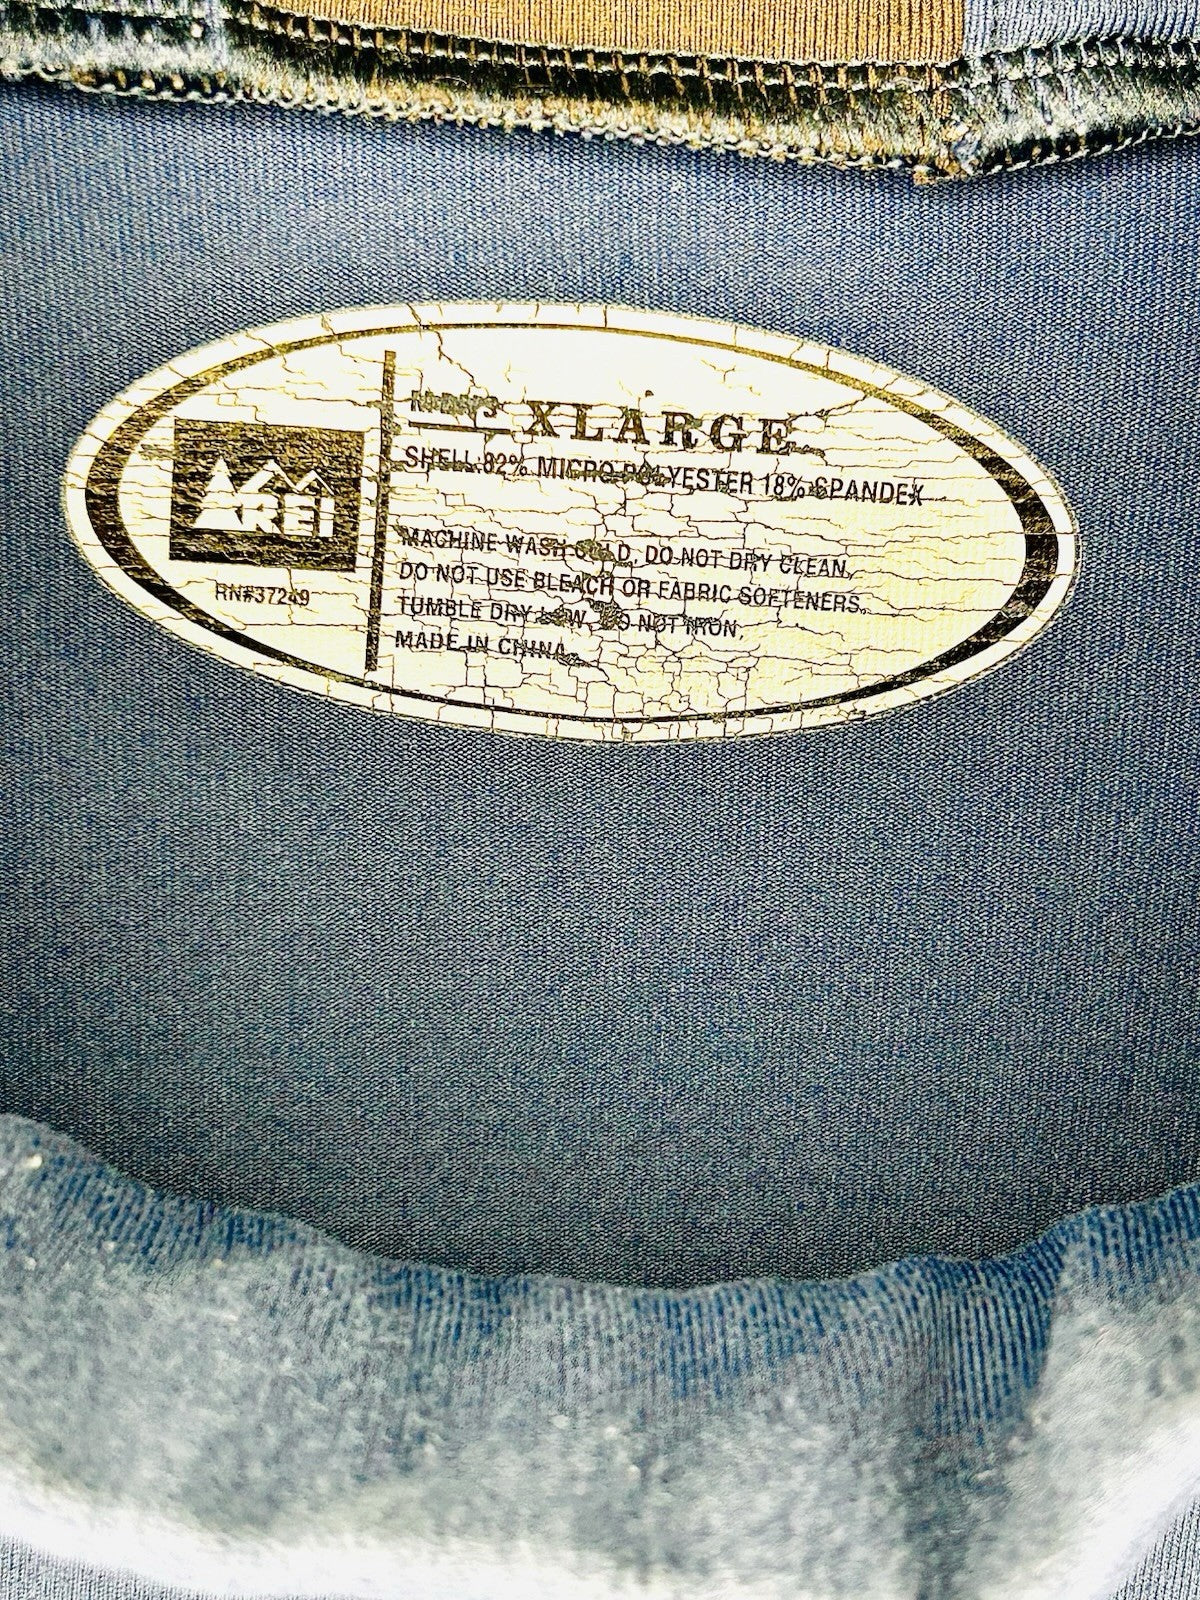 REI
RN#37249
MEN'S XLARGE
SHELL:82% MICRO POLYESTER 18% SPANDEX
MACHINE WASH COLD, DO NOT DRY CLEAN,
DO NOT USE BLEACH OR FABRIC SOFTENERS,
TUMBLE DRY LOW, DO NOT IRON,
MADE IN CHINA